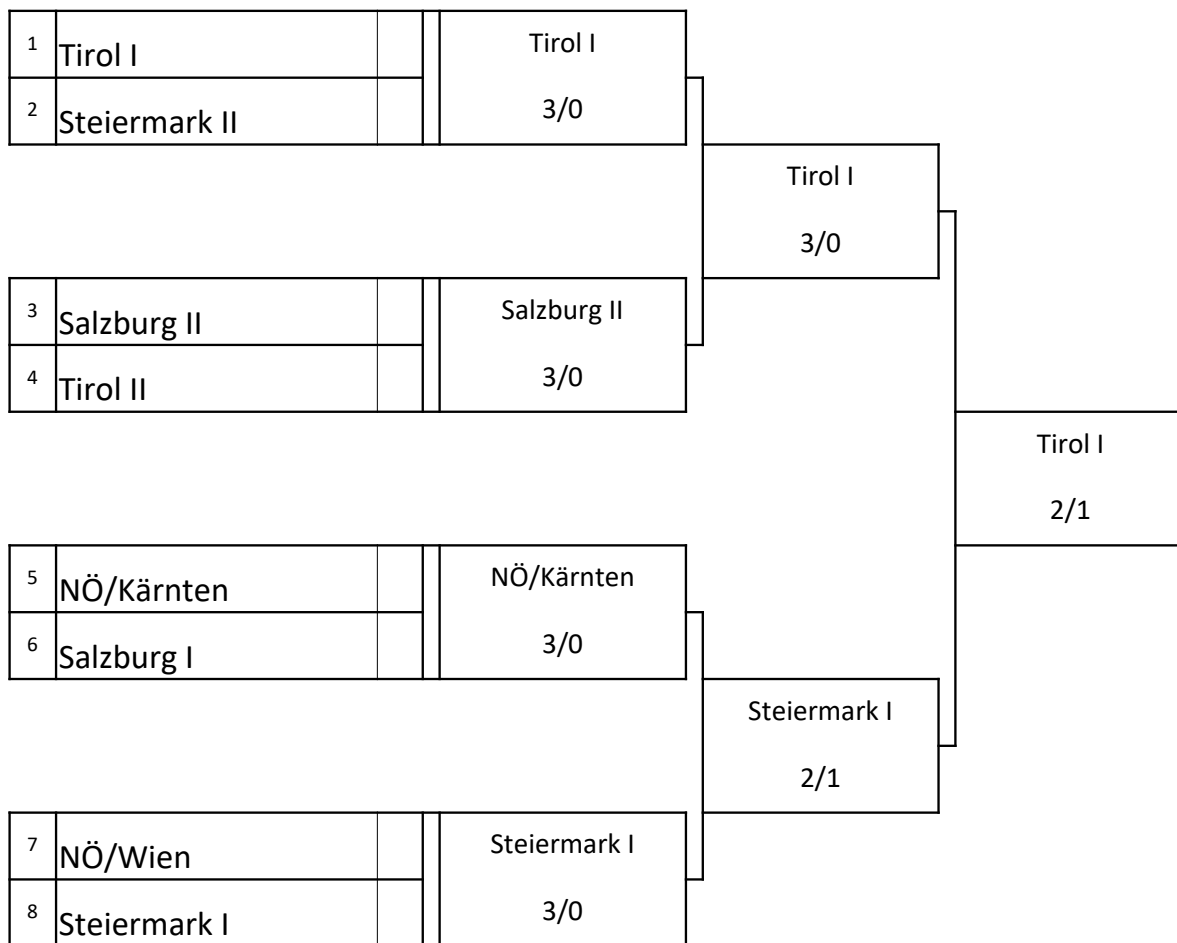 1 Tirol I
2 Steiermark II
Tirol I
3/0
Tirol I
3/0
3 Salzburg II
4 Tirol II
Salzburg II
3/0
Tirol I
2/1
5 NÖ/Kärnten
6 Salzburg I
NÖ/Kärnten
3/0
Steiermark I
2/1
7 NÖ/Wien
8 Steiermark I
Steiermark I
3/0